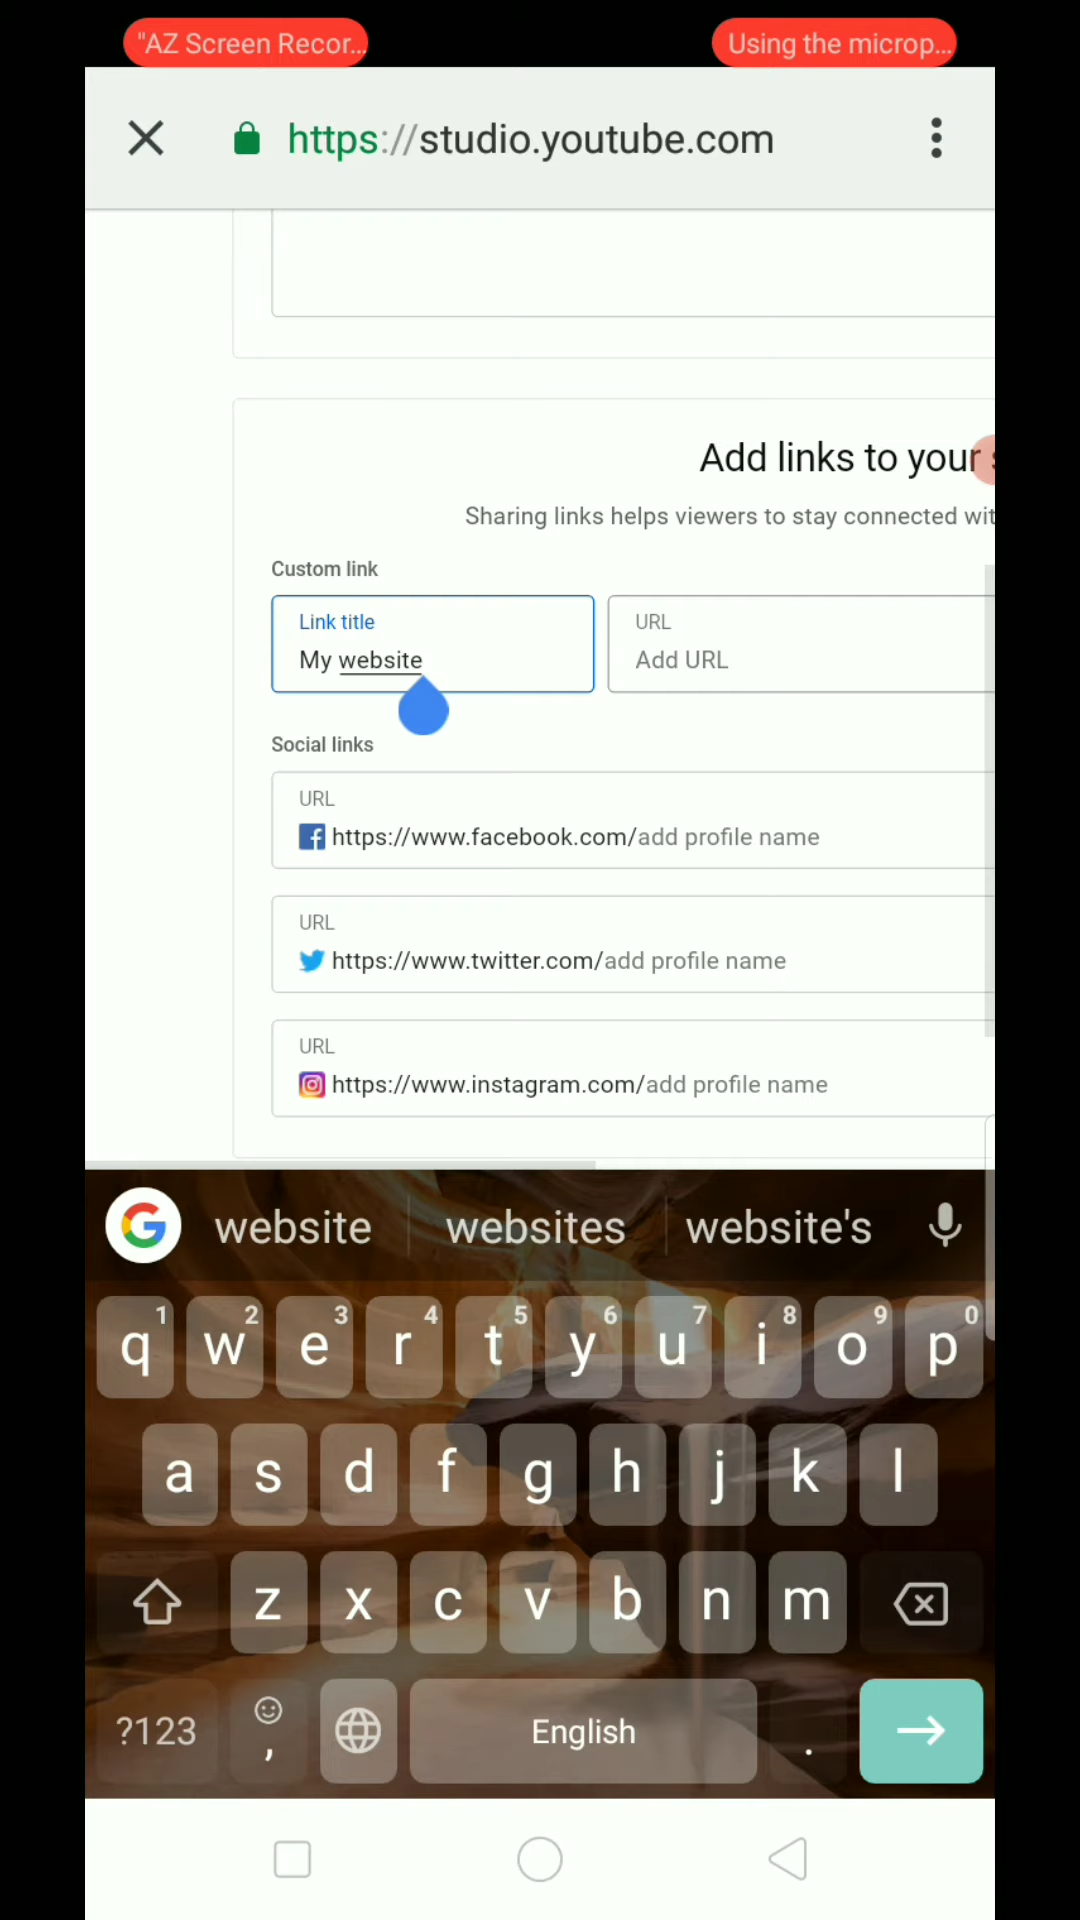 "AZ Screen Recor... Using the microp...
https://studio.youtube.com
Add links to your
Sharing links helps viewers to stay connected wit
Custom link
Link title
My website
URL
Add URL
Social links
URL
https://www.facebook.com/add profile name
URL
https://www.twitter.com/add profile name
URL
https://www.instagram.com/add profile name
website websites website's
1 2 3 4 5 6 7 8 9 0
q w e r t y u i o p
a s d f g h j k l
z x c v b n m
?123 , English .